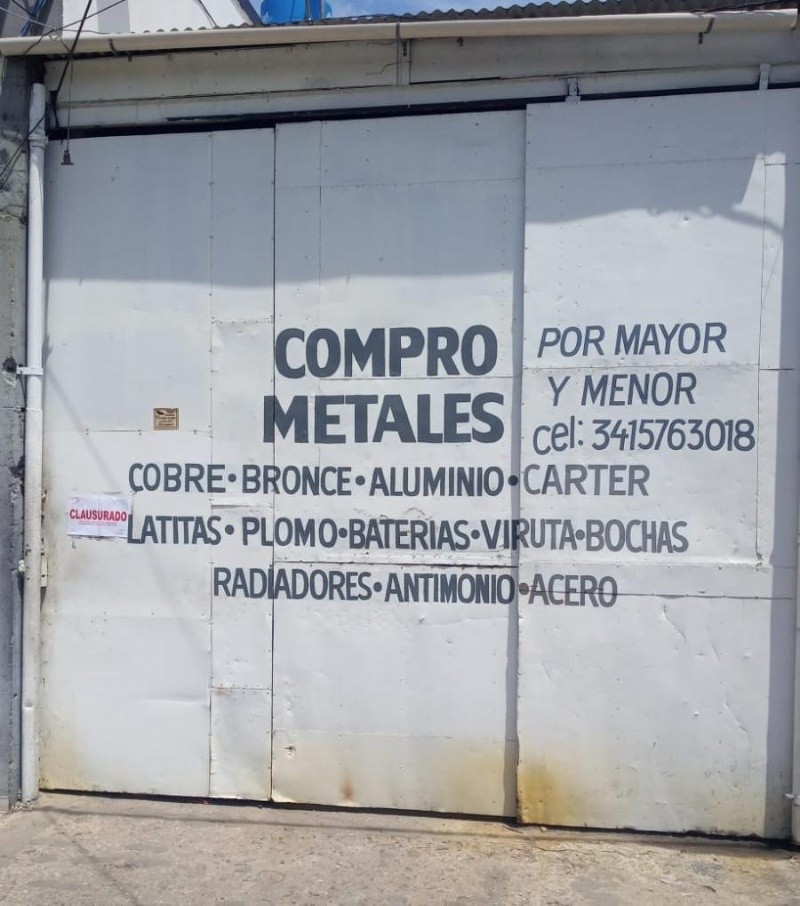 COMPRO
METALES
POR MAYOR
Y MENOR
cel: 3415763018
COBRE•BRONCE•ALUMINIO•CARTER
LATITAS•PLOMO•BATERIAS•VIRUTA•BOCHAS
RADIADORES•ANTIMONIO•ACERO
CLAUSURADO